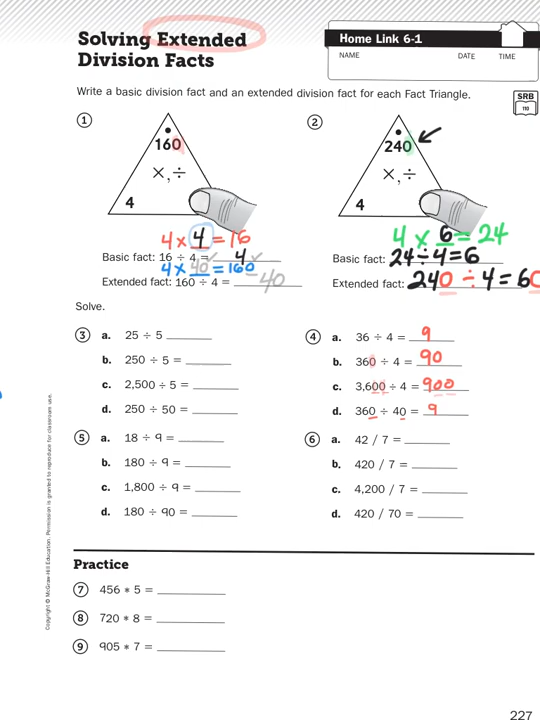 Solving Extended
Division Facts
Home Link 6-1
NAME DATE TIME
Write a basic division fact and an extended division fact for each Fact Triangle.
SRB
110
1
160
×, ÷
4
4 × 4 = 16
Basic fact: 16 ÷ 4 = 4
4 × 40 = 160
Extended fact: 160 ÷ 4 = 40
2
240
×, ÷
4
4 × 6 = 24
Basic fact: 24 ÷ 4 = 6
Extended fact: 240 ÷ 4 = 60
Solve.
3 a. 25 ÷ 5
b. 250 ÷ 5 =
c. 2,500 ÷ 5 =
d. 250 ÷ 50 =
4 a. 36 ÷ 4 = 9
b. 360 ÷ 4 = 90
c. 3,600 ÷ 4 = 900
d. 360 ÷ 40 = 9
5 a. 18 ÷ 9 =
b. 180 ÷ 9 =
c. 1,800 ÷ 9 =
d. 180 ÷ 90 =
6 a. 42 / 7 =
b. 420 / 7 =
c. 4,200 / 7 =
d. 420 / 70 =
Practice
7 456 * 5 =
8 720 * 8 =
9 905 * 7 =
Copyright © McGraw-Hill Education. Permission is granted to reproduce for classroom use.
227